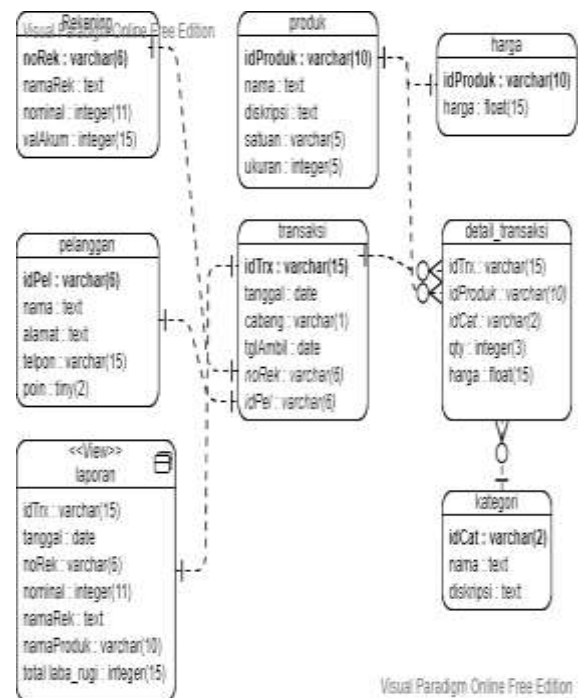 Visual Paradigm Online Free Edition
Rekening
noRek : varchar(6)
namaRek : text
nominal : integer(11)
valAkum : integer(15)
produk
idProduk : varchar(10)
nama : text
diskripsi : text
satuan : varchar(5)
ukuran : integer(5)
harga
idProduk : varchar(10)
harga : float(15)
pelanggan
idPel : varchar(6)
nama : text
alamat : text
telpon : varchar(15)
poin : tiny(2)
transaksi
idTrx : varchar(15)
tanggal : date
cabang : varchar(1)
tglAmbil : date
noRek : varchar(6)
idPel : varchar(6)
detail_transaksi
idTrx : varchar(15)
idProduk : varchar(10)
idCat : varchar(2)
qty : integer(3)
harga : float(15)
<<View>>
laporan
idTrx : varchar(15)
tanggal : date
noRek : varchar(6)
nominal : integer(11)
namaRek : text
namaProduk : varchar(10)
total laba_rugi : integer(15)
kategori
idCat : varchar(2)
nama : text
diskripsi : text
Visual Paradigm Online Free Edition